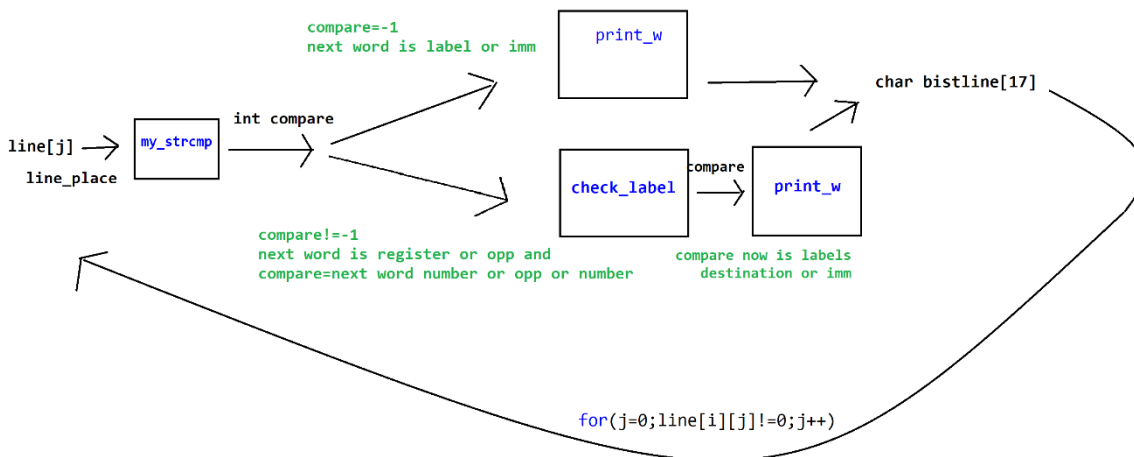 compare=-1
next word is label or imm
print_w
char bistline[17]
line[j]
line_place
my_strcmp
int compare
check_label
compare
print_w
compare!=-1
next word is register or opp and
compare=next word number or opp or number
compare now is labels
destination or imm
for(j=0;line[i][j]!=0;j++)